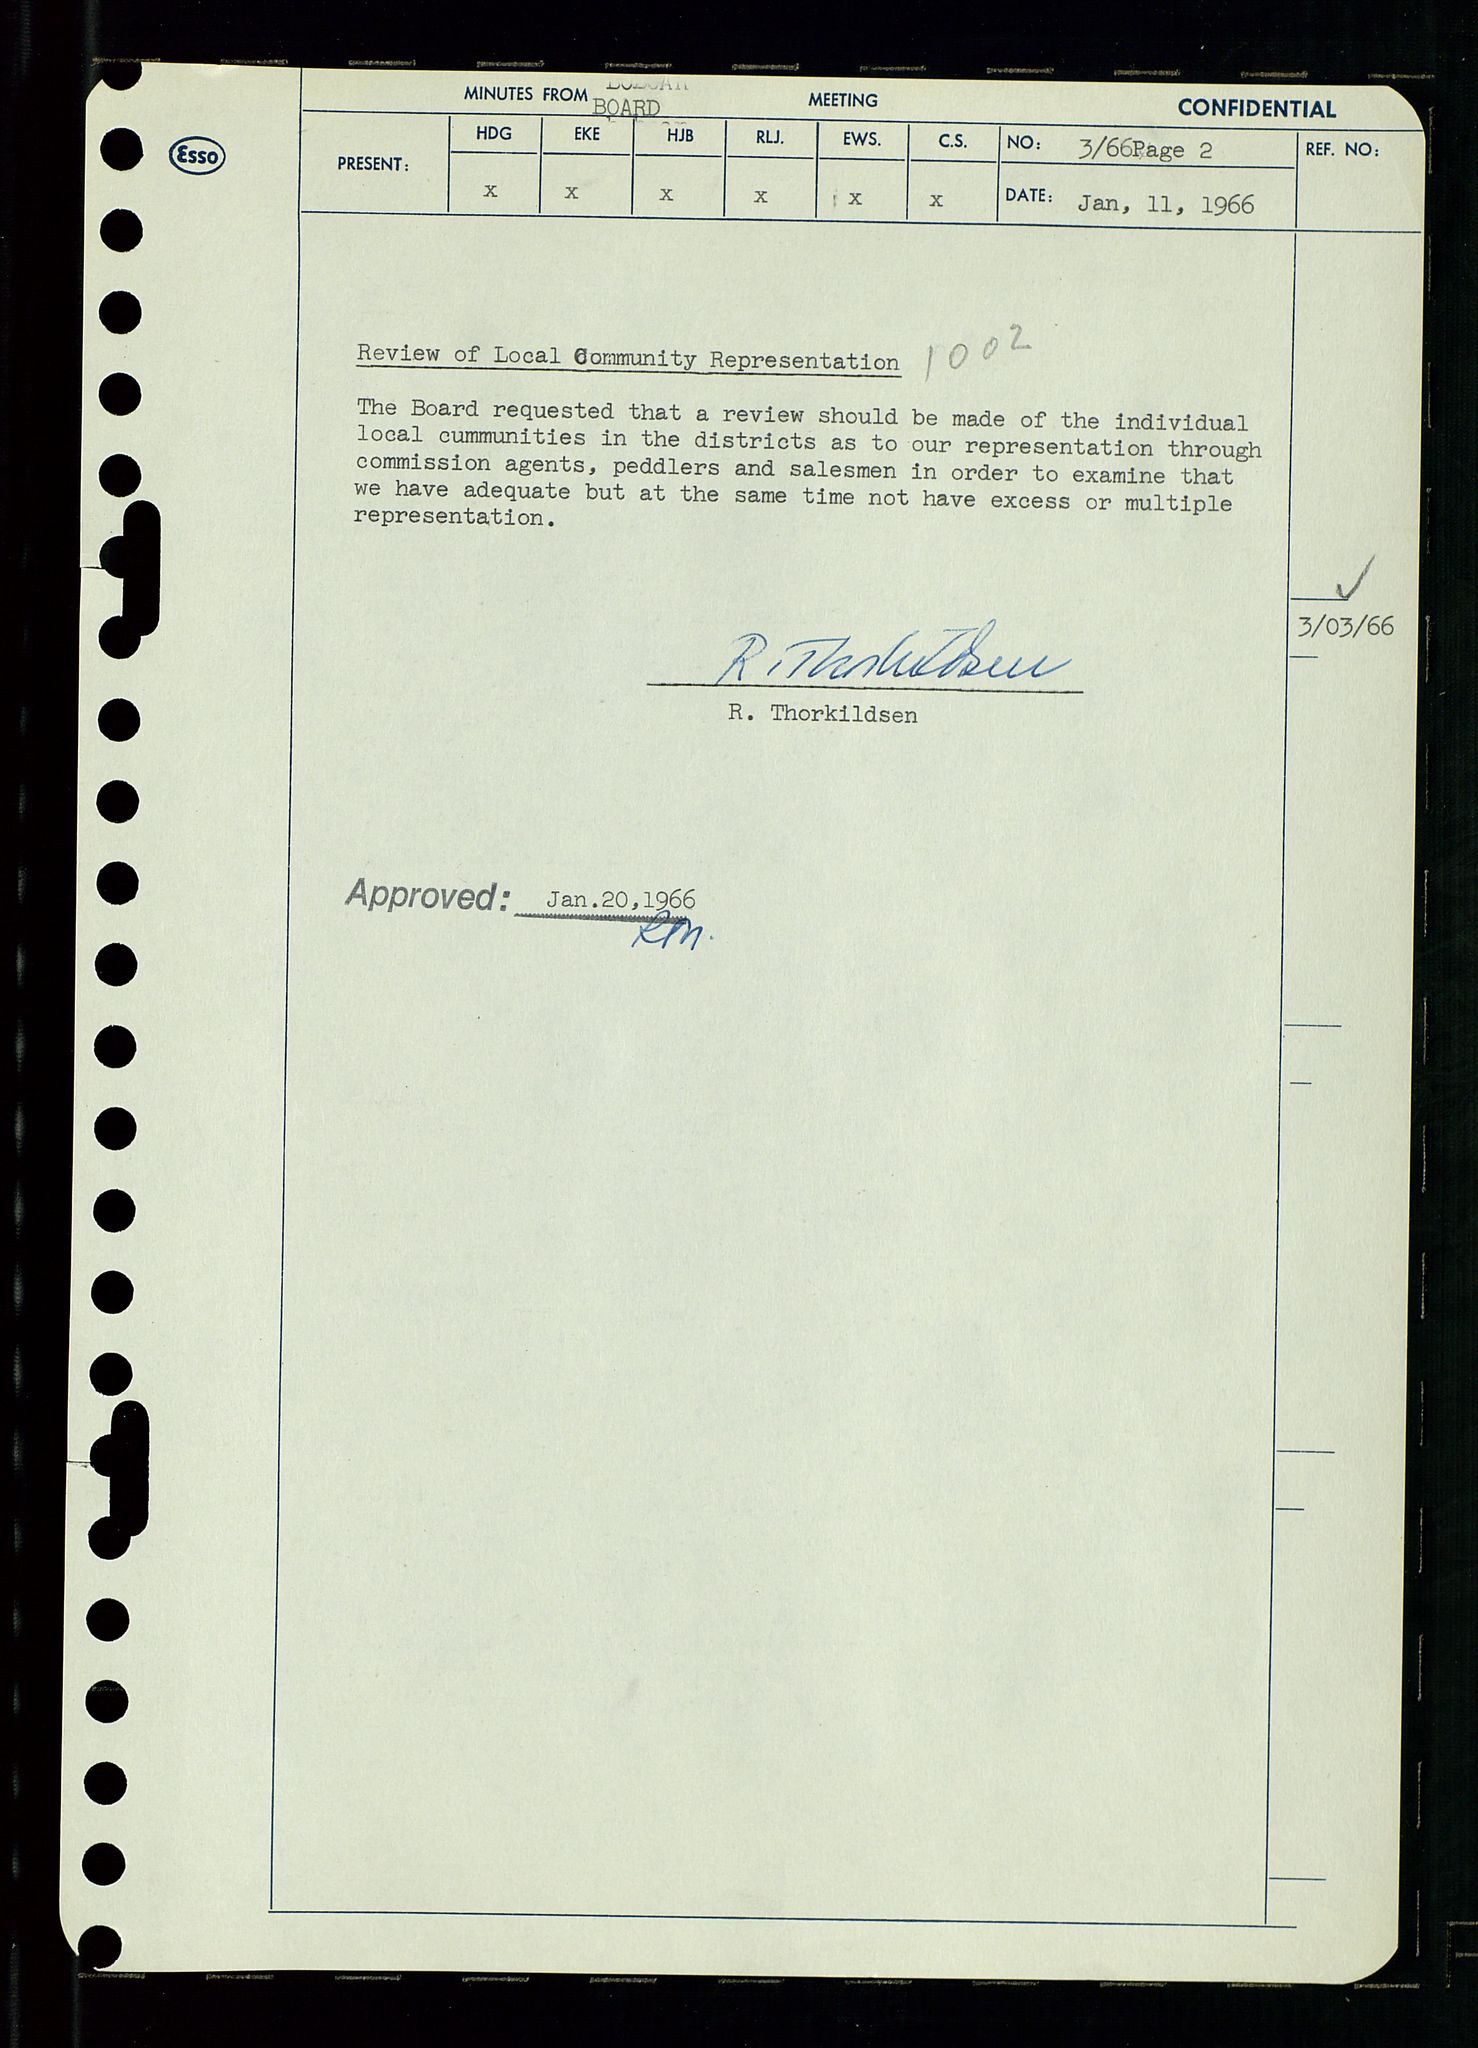 MINUTES FROM BOARD MEETING CONFIDENTIAL
Esso
PRESENT: HDG EKE HJB RLJ. EWS. C.S. NO: 3/66 Page 2 REF. NO:
x x x x x x DATE: Jan, 11, 1966
Review of Local Community Representation 1002
The Board requested that a review should be made of the individual
local cummunities in the districts as to our representation through
commission agents, peddlers and salesmen in order to examine that
we have adequate but at the same time not have excess or multiple
representation.
3/03/66
R. Thorkildsen
R. Thorkildsen
Approved: Jan.20,1966